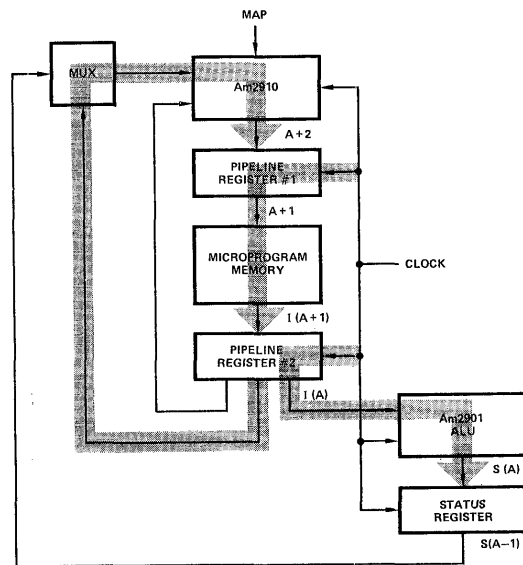 MAP
MUX
Am2910
A+2
PIPELINE
REGISTER #1
A+1
MICROPROGRAM
MEMORY
CLOCK
I (A+1)
PIPELINE
REGISTER #2
I (A)
Am2901
ALU
S (A)
STATUS
REGISTER
S(A–1)